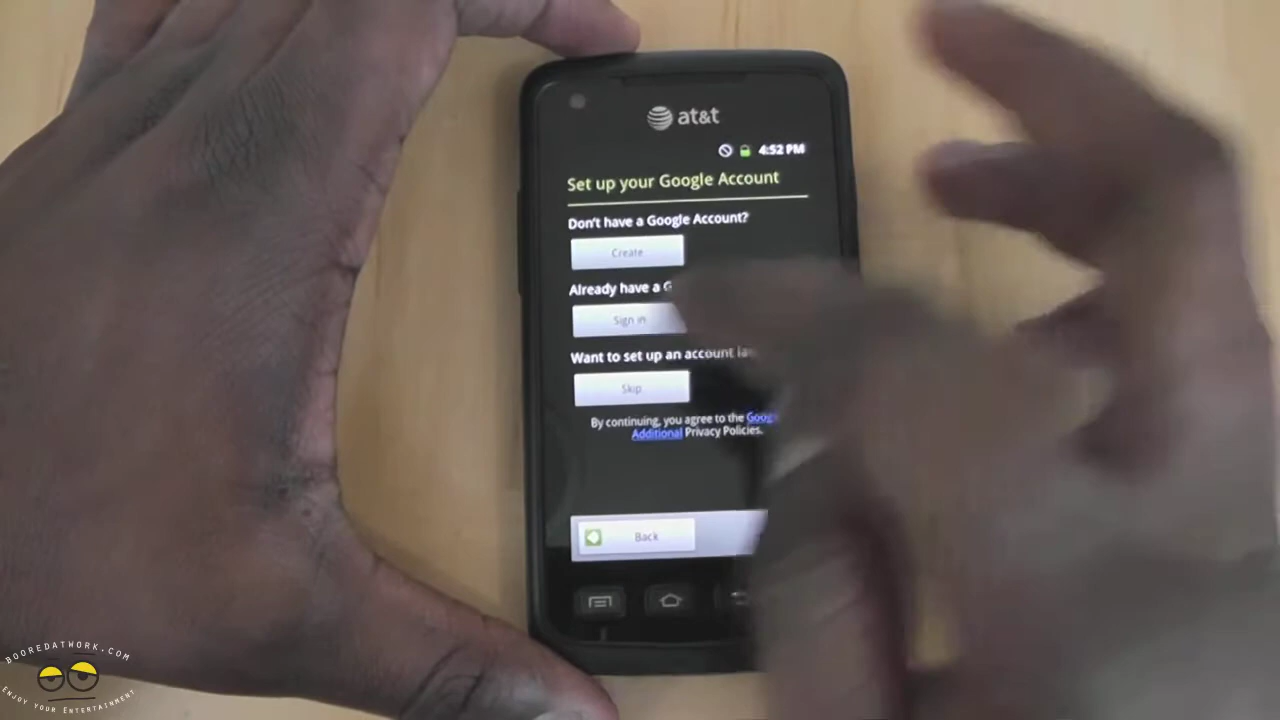 at&t
4:52 PM
Set up your Google Account
Don't have a Google Account?
Create
Already have a
Sign in
Want to set up an account
Skip
By continuing, you agree to the
Additional Privacy Policies.
Back
BOOREDATWORK.COM
ENJOY YOUR ENTERTAINMENT